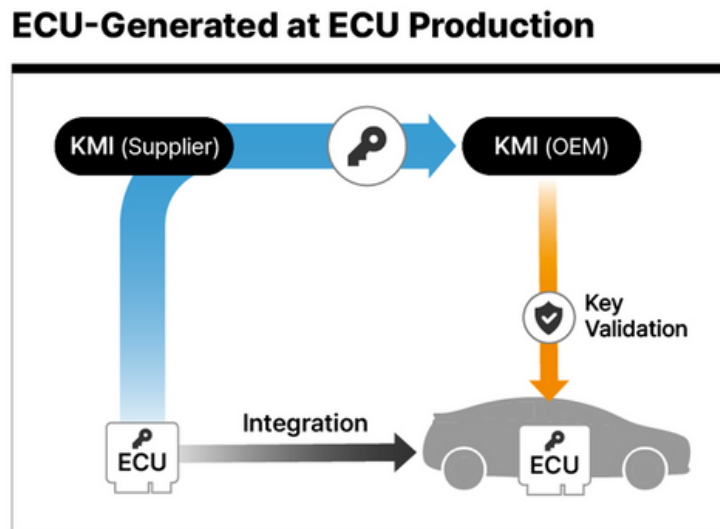 ECU-Generated at ECU Production
KMI (Supplier)
KMI (OEM)
Key
Validation
Integration
ECU
ECU